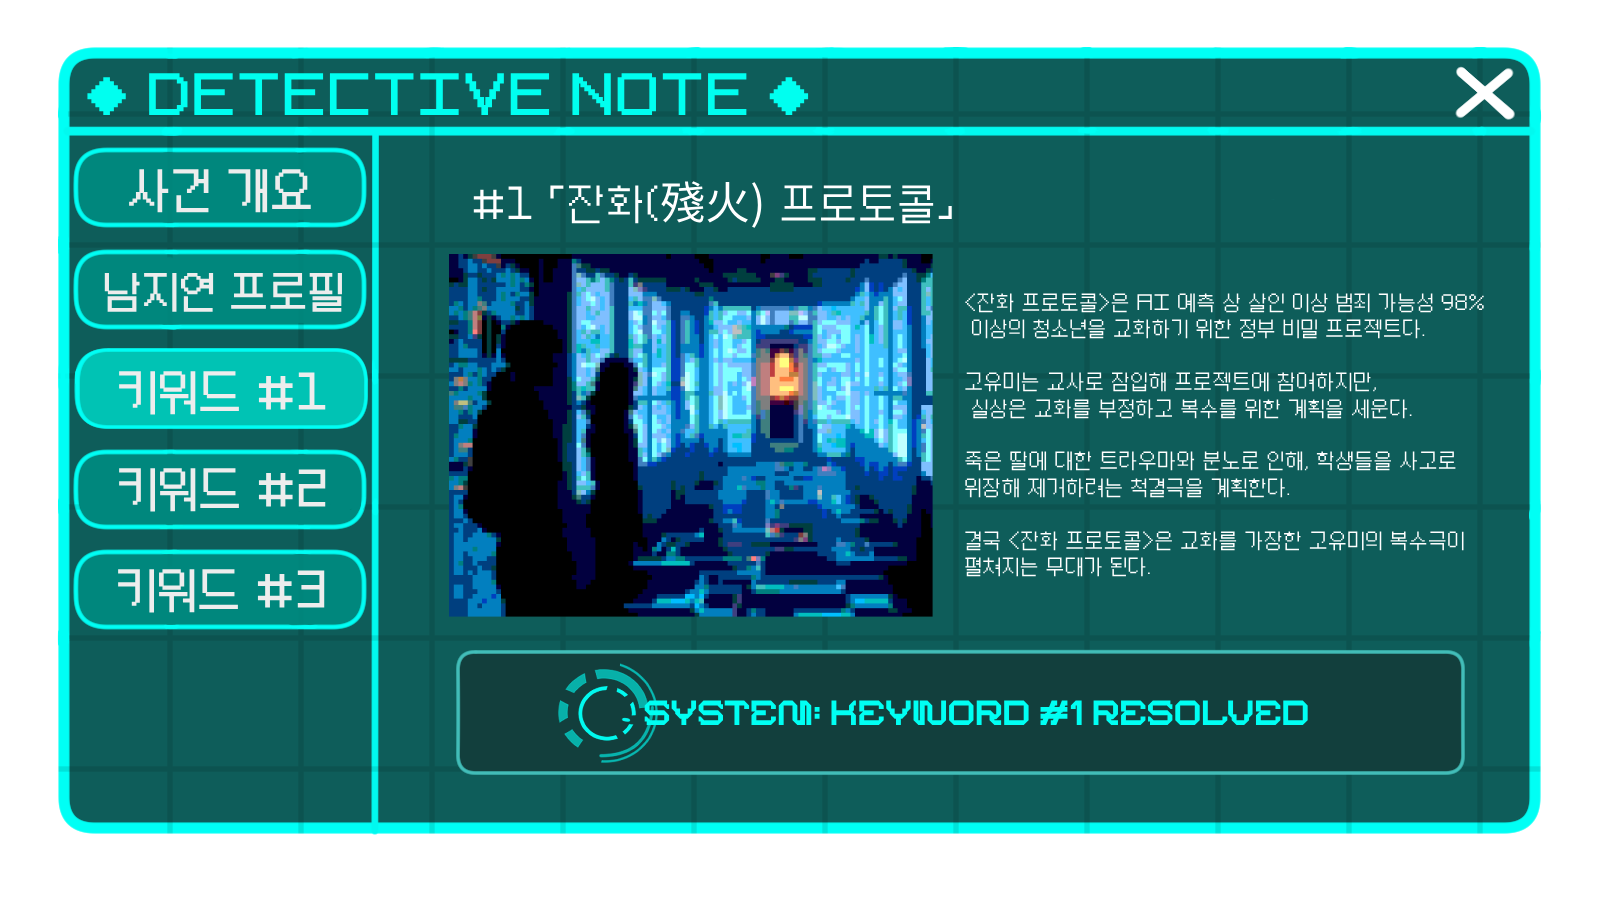 DETECTIVE NOTE
사건 개요
남지연 프로필
키워드 #1
키워드 #2
키워드 #3
#1 「잔화(殘火) 프로토콜」
<잔화 프로토콜>은 AI 예측 상 살인 이상 범죄 가능성 98%
이상의 청소년을 교화하기 위한 정부 비밀 프로젝트다.
고유미는 교사로 잠입해 프로젝트에 참여하지만,
실상은 교화를 부정하고 복수를 위한 계획을 세운다.
죽은 딸에 대한 트라우마와 분노로 인해, 학생들을 사고로
위장해 제거하려는 척결극을 계획한다.
결국 <잔화 프로토콜>은 교화를 가장한 고유미의 복수극이
펼쳐지는 무대가 된다.
SYSTEM: KEYWORD #1 RESOLVED